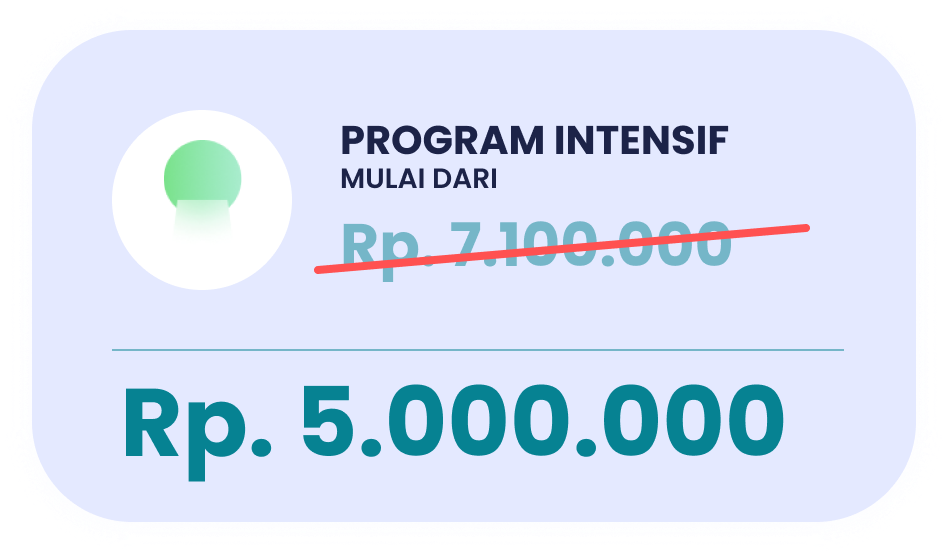 PROGRAM INTENSIF
MULAI DARI
Rp. 7.100.000
Rp. 5.000.000